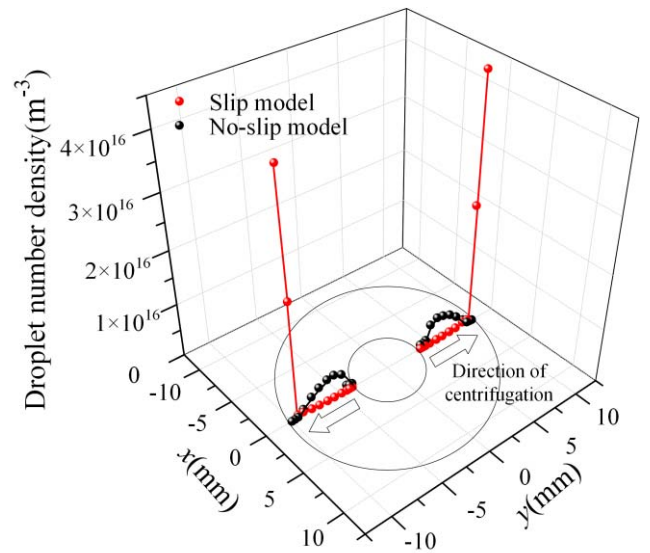 Droplet number density(m⁻³)
Slip model
No-slip model
4×10¹⁶
3×10¹⁶
2×10¹⁶
1×10¹⁶
0
-10
-5
0
5
10
x(mm)
-10
-5
0
5
10
y(mm)
Direction of
centrifugation